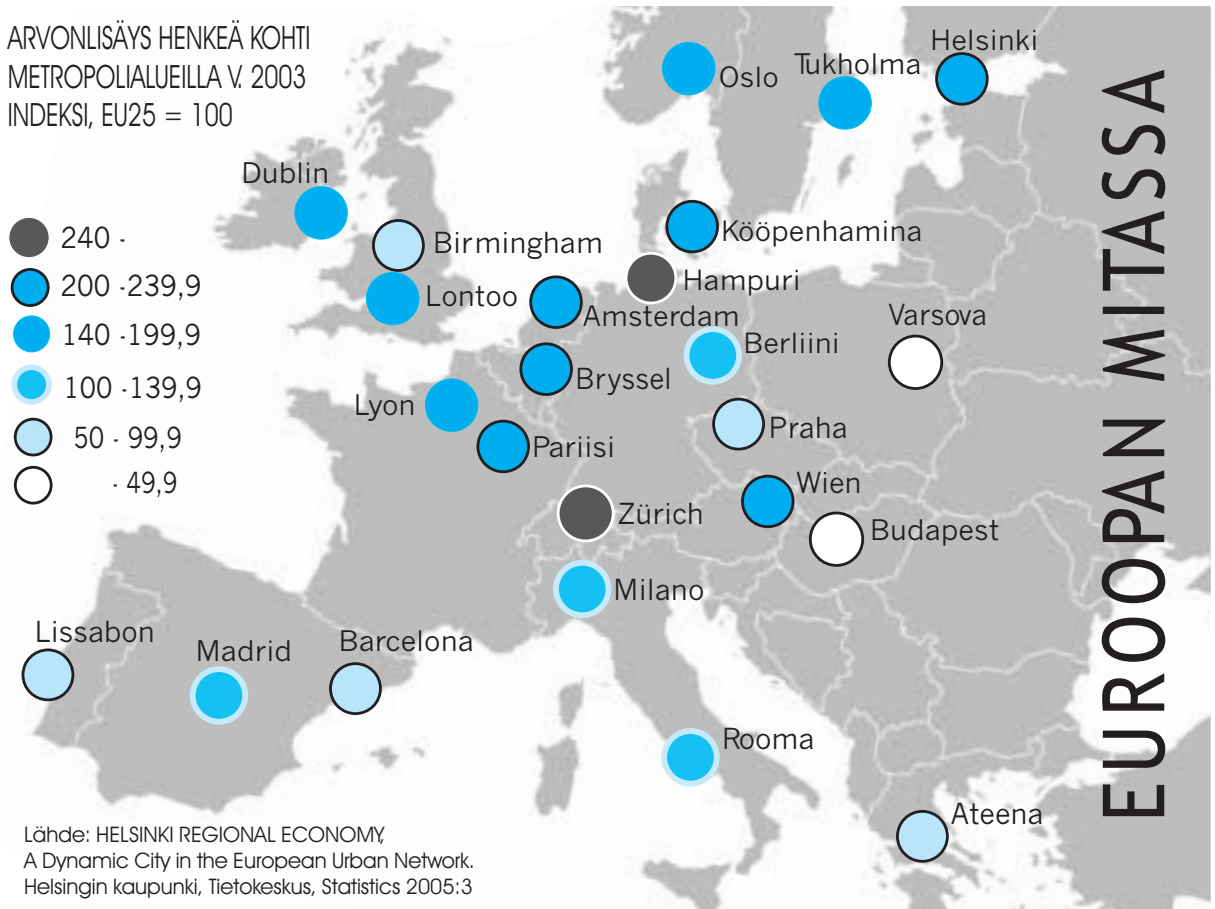 ARVONLISÄYS HENKEÄ KOHTI
METROPOLIALUEILLA V. 2003
INDEKSI, EU25 = 100
240 -
200 -239,9
140 -199,9
100 -139,9
50 - 99,9
- 49,9
Helsinki
Tukholma
Oslo
Dublin
Birmingham
Kööpenhamina
Hampuri
Lontoo
Amsterdam
Varsova
Berliini
Bryssel
Lyon
Praha
Pariisi
Wien
Zürich
Budapest
Milano
Lissabon
Madrid
Barcelona
Rooma
Ateena
EUROOPAN MITASSA
Lähde: HELSINKI REGIONAL ECONOMY,
A Dynamic City in the European Urban Network.
Helsingin kaupunki, Tietokeskus, Statistics 2005:3